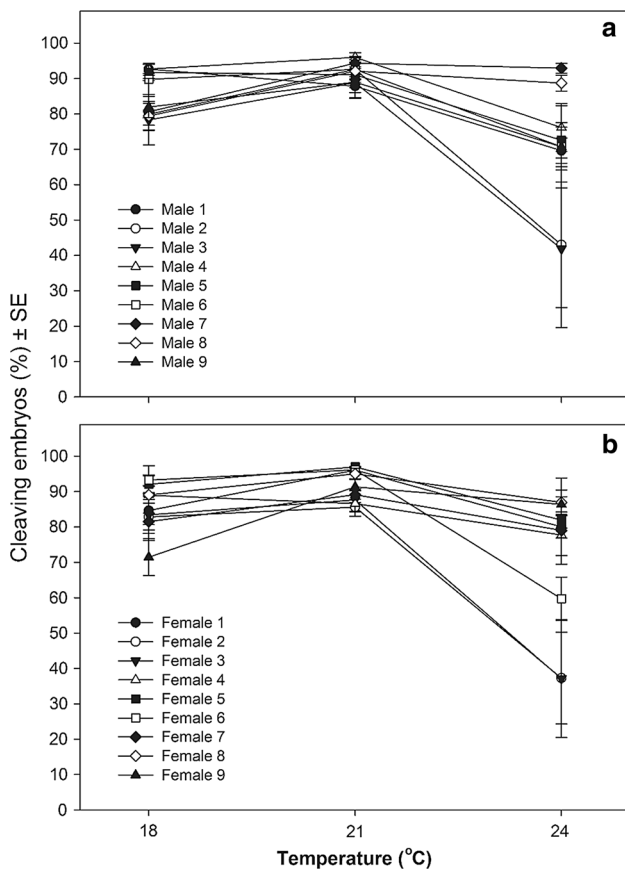 a
100
90
80
70
60
50
40
30
20
10
0
Male 1
Male 2
Male 3
Male 4
Male 5
Male 6
Male 7
Male 8
Male 9
Cleaving embryos (%) ± SE
b
100
90
80
70
60
50
40
30
20
10
0
Female 1
Female 2
Female 3
Female 4
Female 5
Female 6
Female 7
Female 8
Female 9
18 21 24
Temperature (°C)